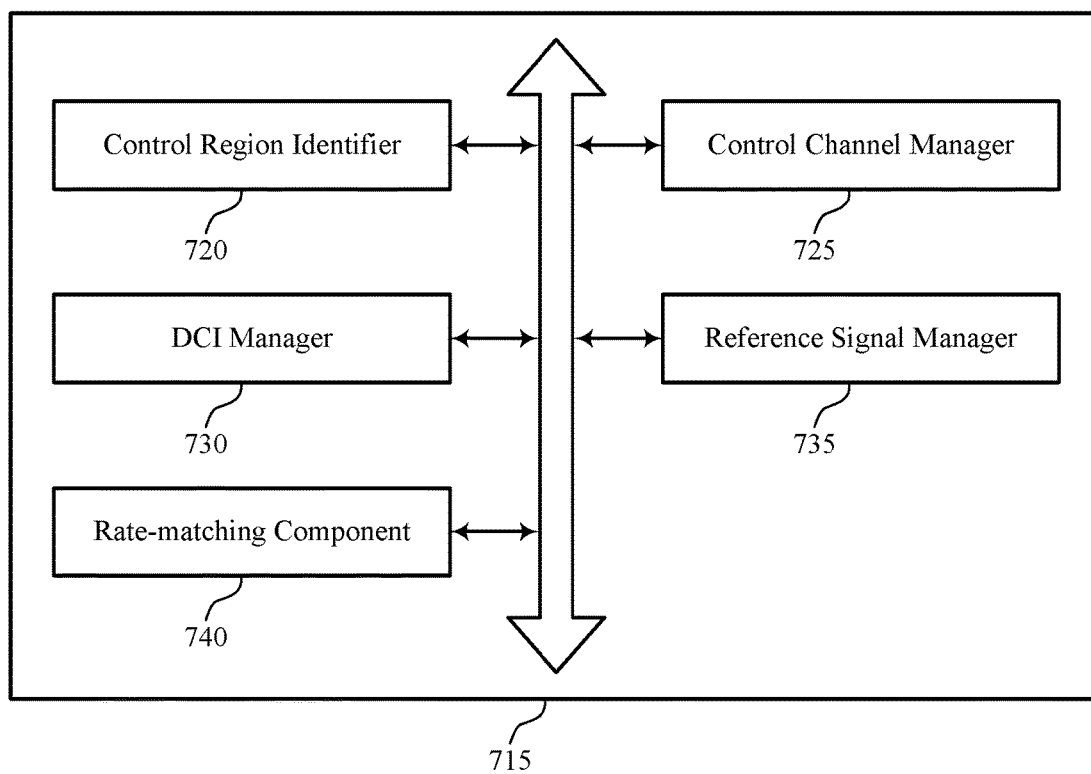 Control Region Identifier
Control Channel Manager
720
725
DCI Manager
Reference Signal Manager
730
735
Rate-matching Component
740
715